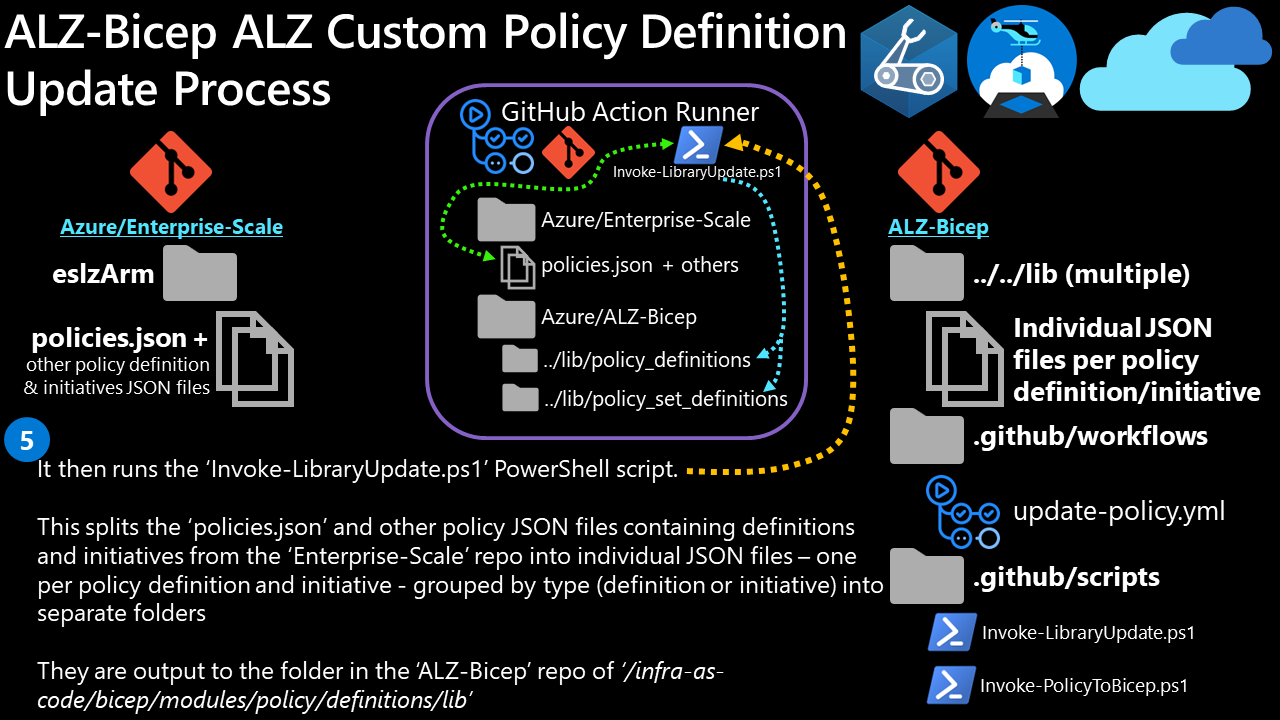 ALZ-Bicep ALZ Custom Policy Definition
Update Process
GitHub Action Runner
Invoke-LibraryUpdate.ps1
Azure/Enterprise-Scale
policies.json + others
Azure/ALZ-Bicep
../lib/policy_definitions
../lib/policy_set_definitions
Azure/Enterprise-Scale
eslzArm
policies.json +
other policy definition
& initiatives JSON files
ALZ-Bicep
../../lib (multiple)
Individual JSON
files per policy
definition/initiative
.github/workflows
update-policy.yml
.github/scripts
Invoke-LibraryUpdate.ps1
Invoke-PolicyToBicep.ps1
5
It then runs the ‘Invoke-LibraryUpdate.ps1’ PowerShell script.
This splits the ‘policies.json’ and other policy JSON files containing definitions
and initiatives from the ‘Enterprise-Scale’ repo into individual JSON files – one
per policy definition and initiative - grouped by type (definition or initiative) into
separate folders
They are output to the folder in the ‘ALZ-Bicep’ repo of ‘/infra-as-
code/bicep/modules/policy/definitions/lib’